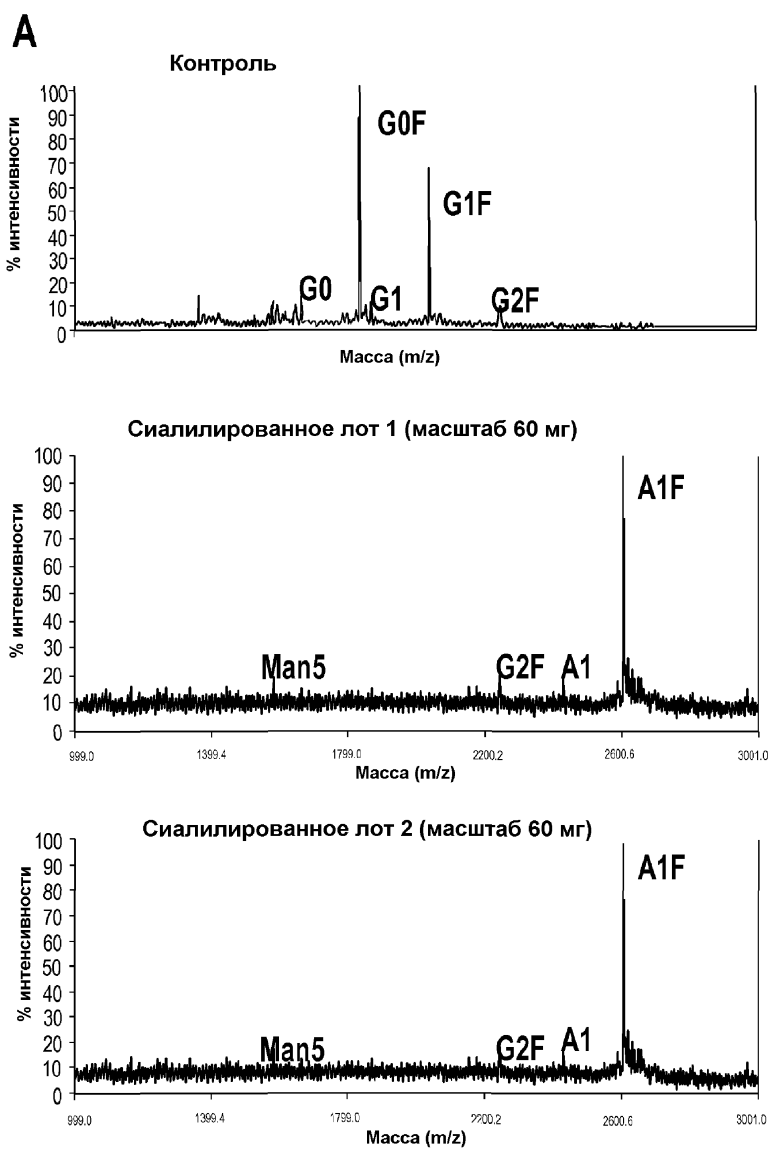 A
Контроль
% интенсивности
100
90
80
70
60
50
40
30
20
10
0
G0F
G1F
G0
G1
G2F
Масса (m/z)
Сиалилированное лот 1 (масштаб 60 мг)
% интенсивности
100
90
80
70
60
50
40
30
20
10
0
A1F
Man5
G2F
A1
999.0
1399.4
1799.0
2200.2
2600.6
3001.0
Масса (m/z)
Сиалилированное лот 2 (масштаб 60 мг)
% интенсивности
100
90
80
70
60
50
40
30
20
10
0
A1F
Man5
G2F
A1
999.0
1399.4
1799.0
2200.2
2600.6
3001.0
Масса (m/z)